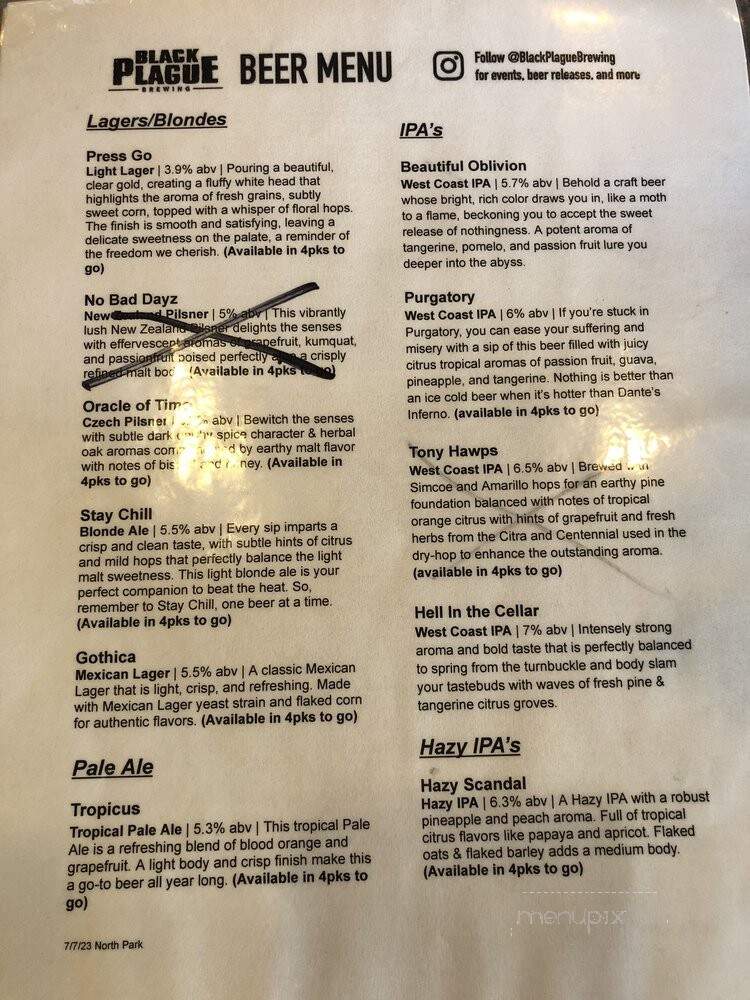 BLACK
PLAGUE
BREWING
BEER MENU
Follow @BlackPlagueBrewing
for events, beer releases, and more
Lagers/Blondes
Press Go
Light Lager | 3.9% abv | Pouring a beautiful,
clear gold, creating a fluffy white head that
highlights the aroma of fresh grains, subtly
sweet corn, topped with a whisper of floral hops.
The finish is smooth and satisfying, leaving a
delicate sweetness on the palate, a reminder of
the freedom we cherish. (Available in 4pks to
go)
No Bad Dayz
New Zealand Pilsner | 5% abv | This vibrantly
lush New Zealand Pilsner delights the senses
with effervescent aromas of grapefruit, kumquat,
and passionfruit poised perfectly a crisply
refined malt (Available in 4pks to go)
Oracle of Time
Czech Pilsner | abv | Bewitch the senses
with subtle dark spice character & herbal
oak aromas by earthy malt flavor
with notes of and honey. (Available in
4pks to go)
Stay Chill
Blonde Ale | 5.5% abv | Every sip imparts a
crisp and clean taste, with subtle hints of citrus
and mild hops that perfectly balance the light
malt sweetness. This light blonde ale is your
perfect companion to beat the heat. So,
remember to Stay Chill, one beer at a time.
(Available in 4pks to go)
Gothica
Mexican Lager | 5.5% abv | A classic Mexican
Lager that is light, crisp, and refreshing. Made
with Mexican Lager yeast strain and flaked corn
for authentic flavors. (Available in 4pks to go)
Pale Ale
Tropicus
Tropical Pale Ale | 5.3% abv | This tropical Pale
Ale is a refreshing blend of blood orange and
grapefruit. A light body and crisp finish make this
a go-to beer all year long. (Available in 4pks to
go)
7/7/23 North Park
IPA's
Beautiful Oblivion
West Coast IPA | 5.7% abv | Behold a craft beer
whose bright, rich color draws you in, like a moth
to a flame, beckoning you to accept the sweet
release of nothingness. A potent aroma of
tangerine, pomelo, and passion fruit lure you
deeper into the abyss.
Purgatory
West Coast IPA | 6% abv | If you're stuck in
Purgatory, you can ease your suffering and
misery with a sip of this beer filled with juicy
citrus tropical aromas of passion fruit, guava,
pineapple, and tangerine. Nothing is better than
an ice cold beer when it's hotter than Dante's
Inferno. (available in 4pks to go)
Tony Hawps
West Coast IPA | 6.5% abv | Brewed with
Simcoe and Amarillo hops for an earthy pine
foundation balanced with notes of tropical
orange citrus with hints of grapefruit and fresh
herbs from the Citra and Centennial used in the
dry-hop to enhance the outstanding aroma.
(available in 4pks to go)
Hell In the Cellar
West Coast IPA | 7% abv | Intensely strong
aroma and bold taste that is perfectly balanced
to spring from the turnbuckle and body slam
your tastebuds with waves of fresh pine &
tangerine citrus groves.
Hazy IPA's
Hazy Scandal
Hazy IPA | 6.3% abv | A Hazy IPA with a robust
pineapple and peach aroma. Full of tropical
citrus flavors like papaya and apricot. Flaked
oats & flaked barley adds a medium body.
(Available in 4pks to go)
menupix